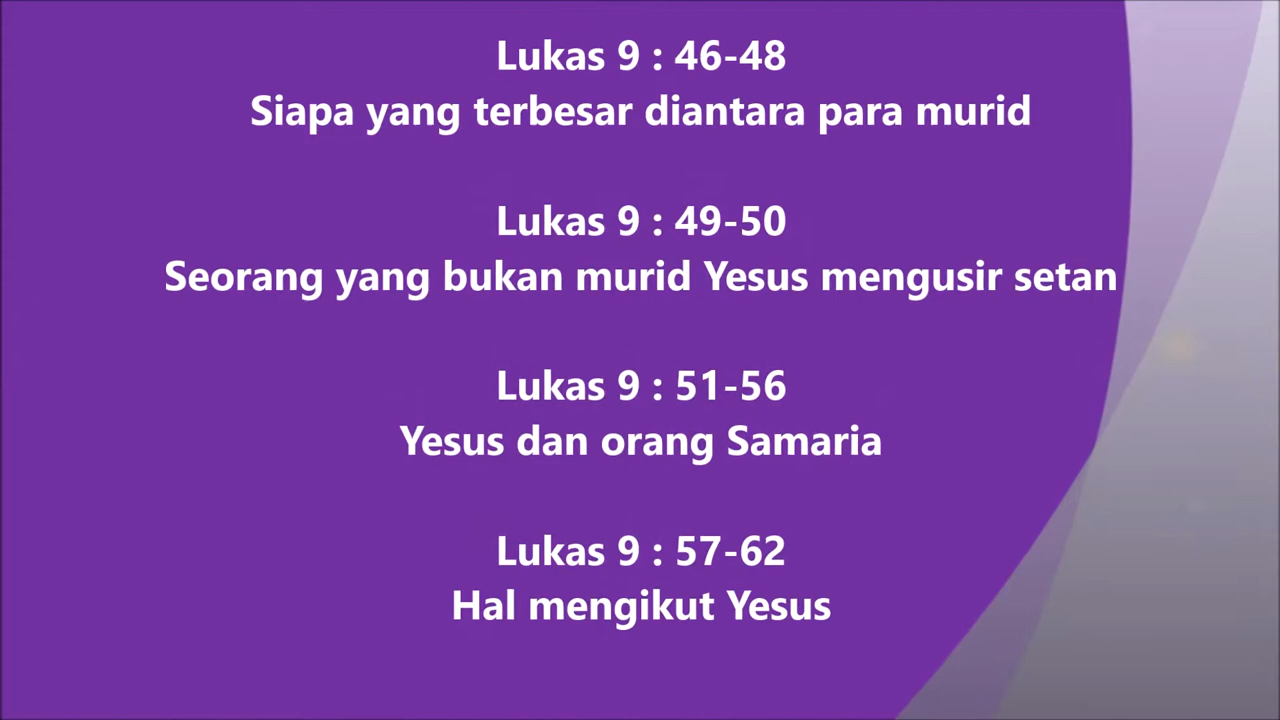 Lukas 9 : 46-48
Siapa yang terbesar diantara para murid
Lukas 9 : 49-50
Seorang yang bukan murid Yesus mengusir setan
Lukas 9 : 51-56
Yesus dan orang Samaria
Lukas 9 : 57-62
Hal mengikut Yesus